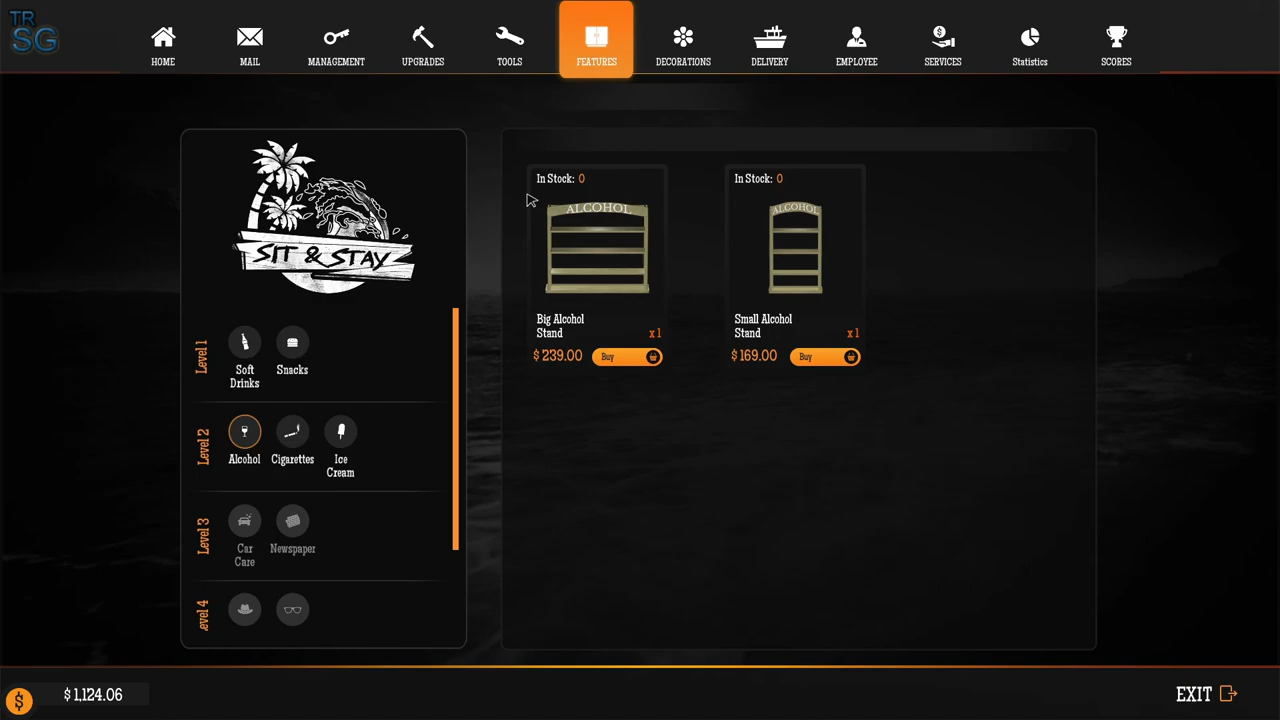 TR
SG
HOME
MAIL
MANAGEMENT
UPGRADES
TOOLS
FEATURES
DECORATIONS
DELIVERY
EMPLOYEE
SERVICES
Statistics
SCORES
SIT & STAY
Level 1
Soft
Drinks
Snacks
Level 2
Alcohol
Cigarettes
Ice
Cream
Level 3
Car
Care
Newspaper
evel 4
In Stock: 0
ALCOHOL
Big Alcohol
Stand
x 1
$ 239.00
Buy
In Stock: 0
ALCOHOL
Small Alcohol
Stand
x 1
$ 169.00
Buy
$ $ 1,124.06
EXIT